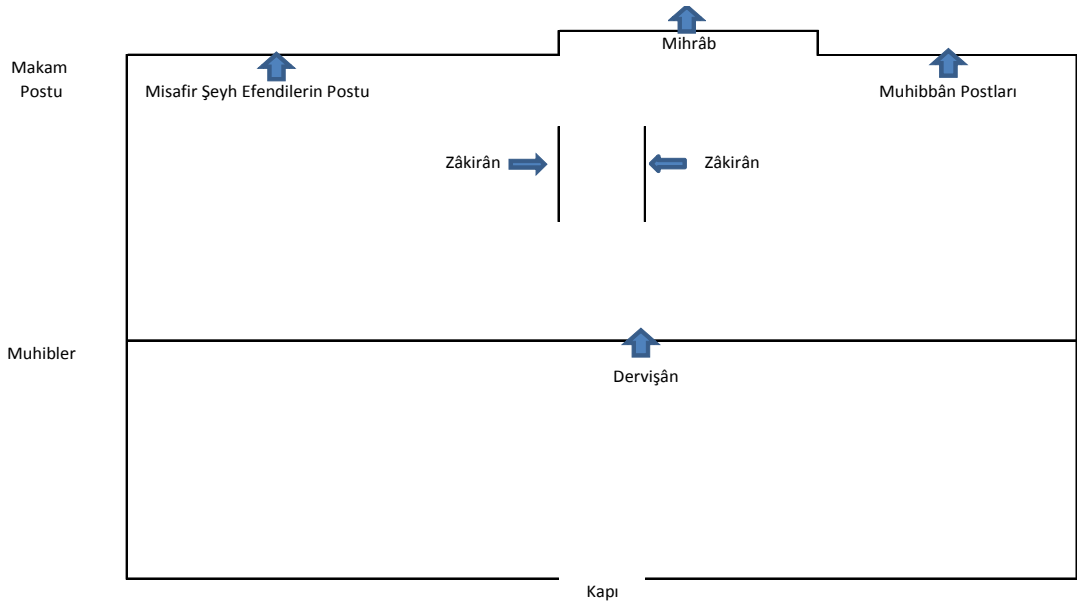 Mihrâb
Makam
Postu
Misafir Şeyh Efendilerin Postu
Muhibbân Postları
Zâkirân
Zâkirân
Muhibler
Dervişân
Kapı